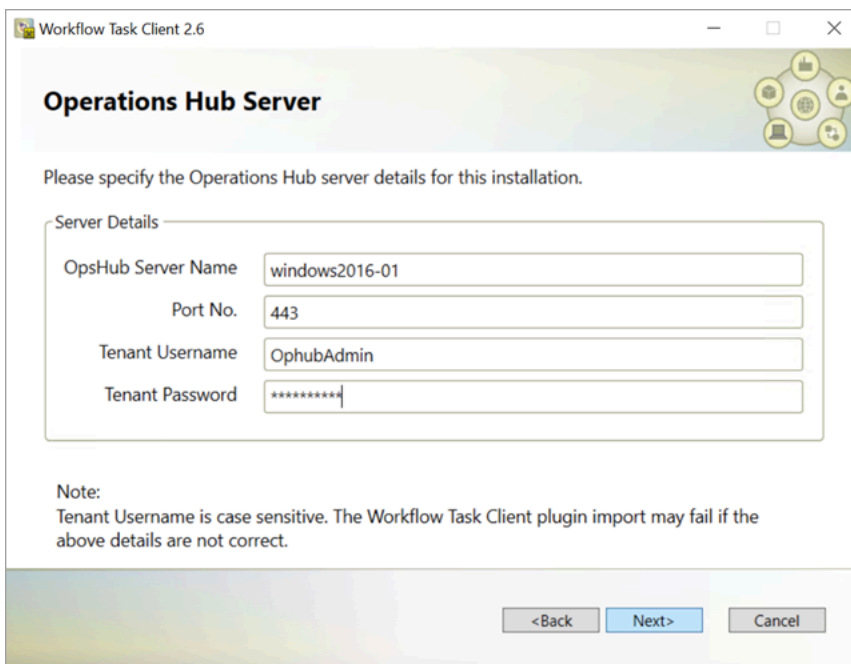 Workflow Task Client 2.6
Operations Hub Server
Please specify the Operations Hub server details for this installation.
Server Details
OpsHub Server Name windows2016-01
Port No. 443
Tenant Username OphubAdmin
Tenant Password **********
Note:
Tenant Username is case sensitive. The Workflow Task Client plugin import may fail if the
above details are not correct.
<Back Next> Cancel